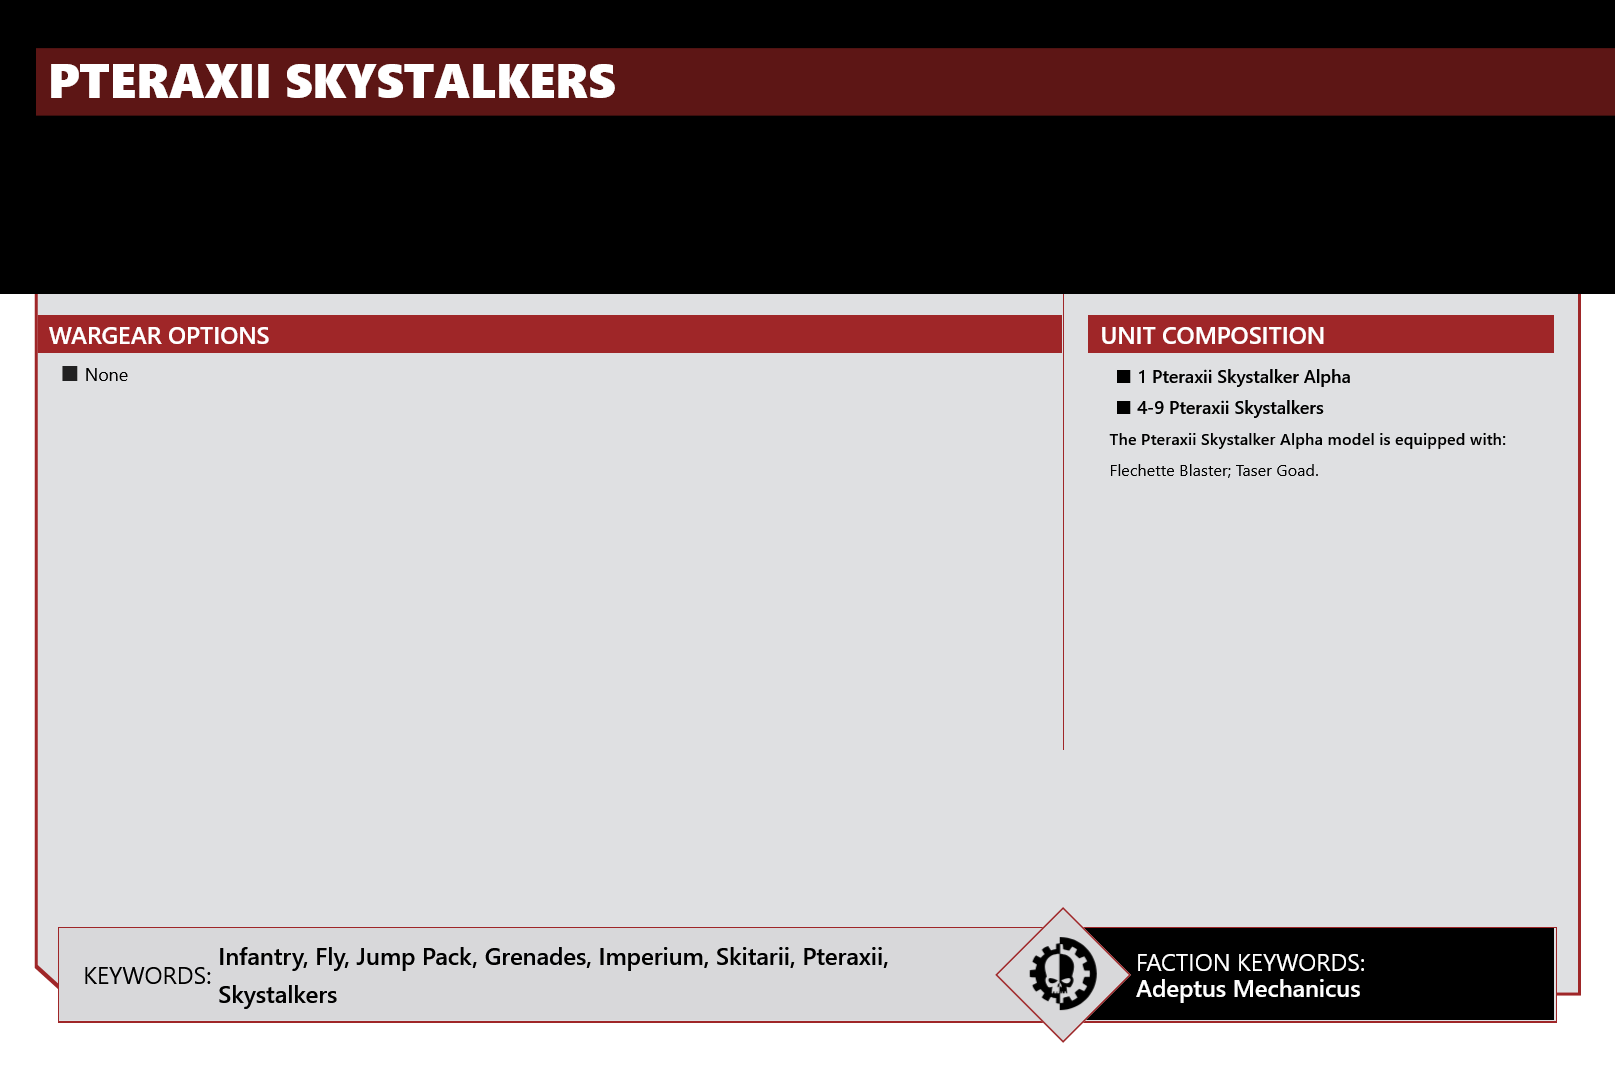 PTERAXII SKYSTALKERS
WARGEAR OPTIONS
■ None
UNIT COMPOSITION
■ 1 Pteraxii Skystalker Alpha
■ 4-9 Pteraxii Skystalkers
The Pteraxii Skystalker Alpha model is equipped with:
Flechette Blaster; Taser Goad.
KEYWORDS: Infantry, Fly, Jump Pack, Grenades, Imperium, Skitarii, Pteraxii,
Skystalkers
FACTION KEYWORDS:
Adeptus Mechanicus